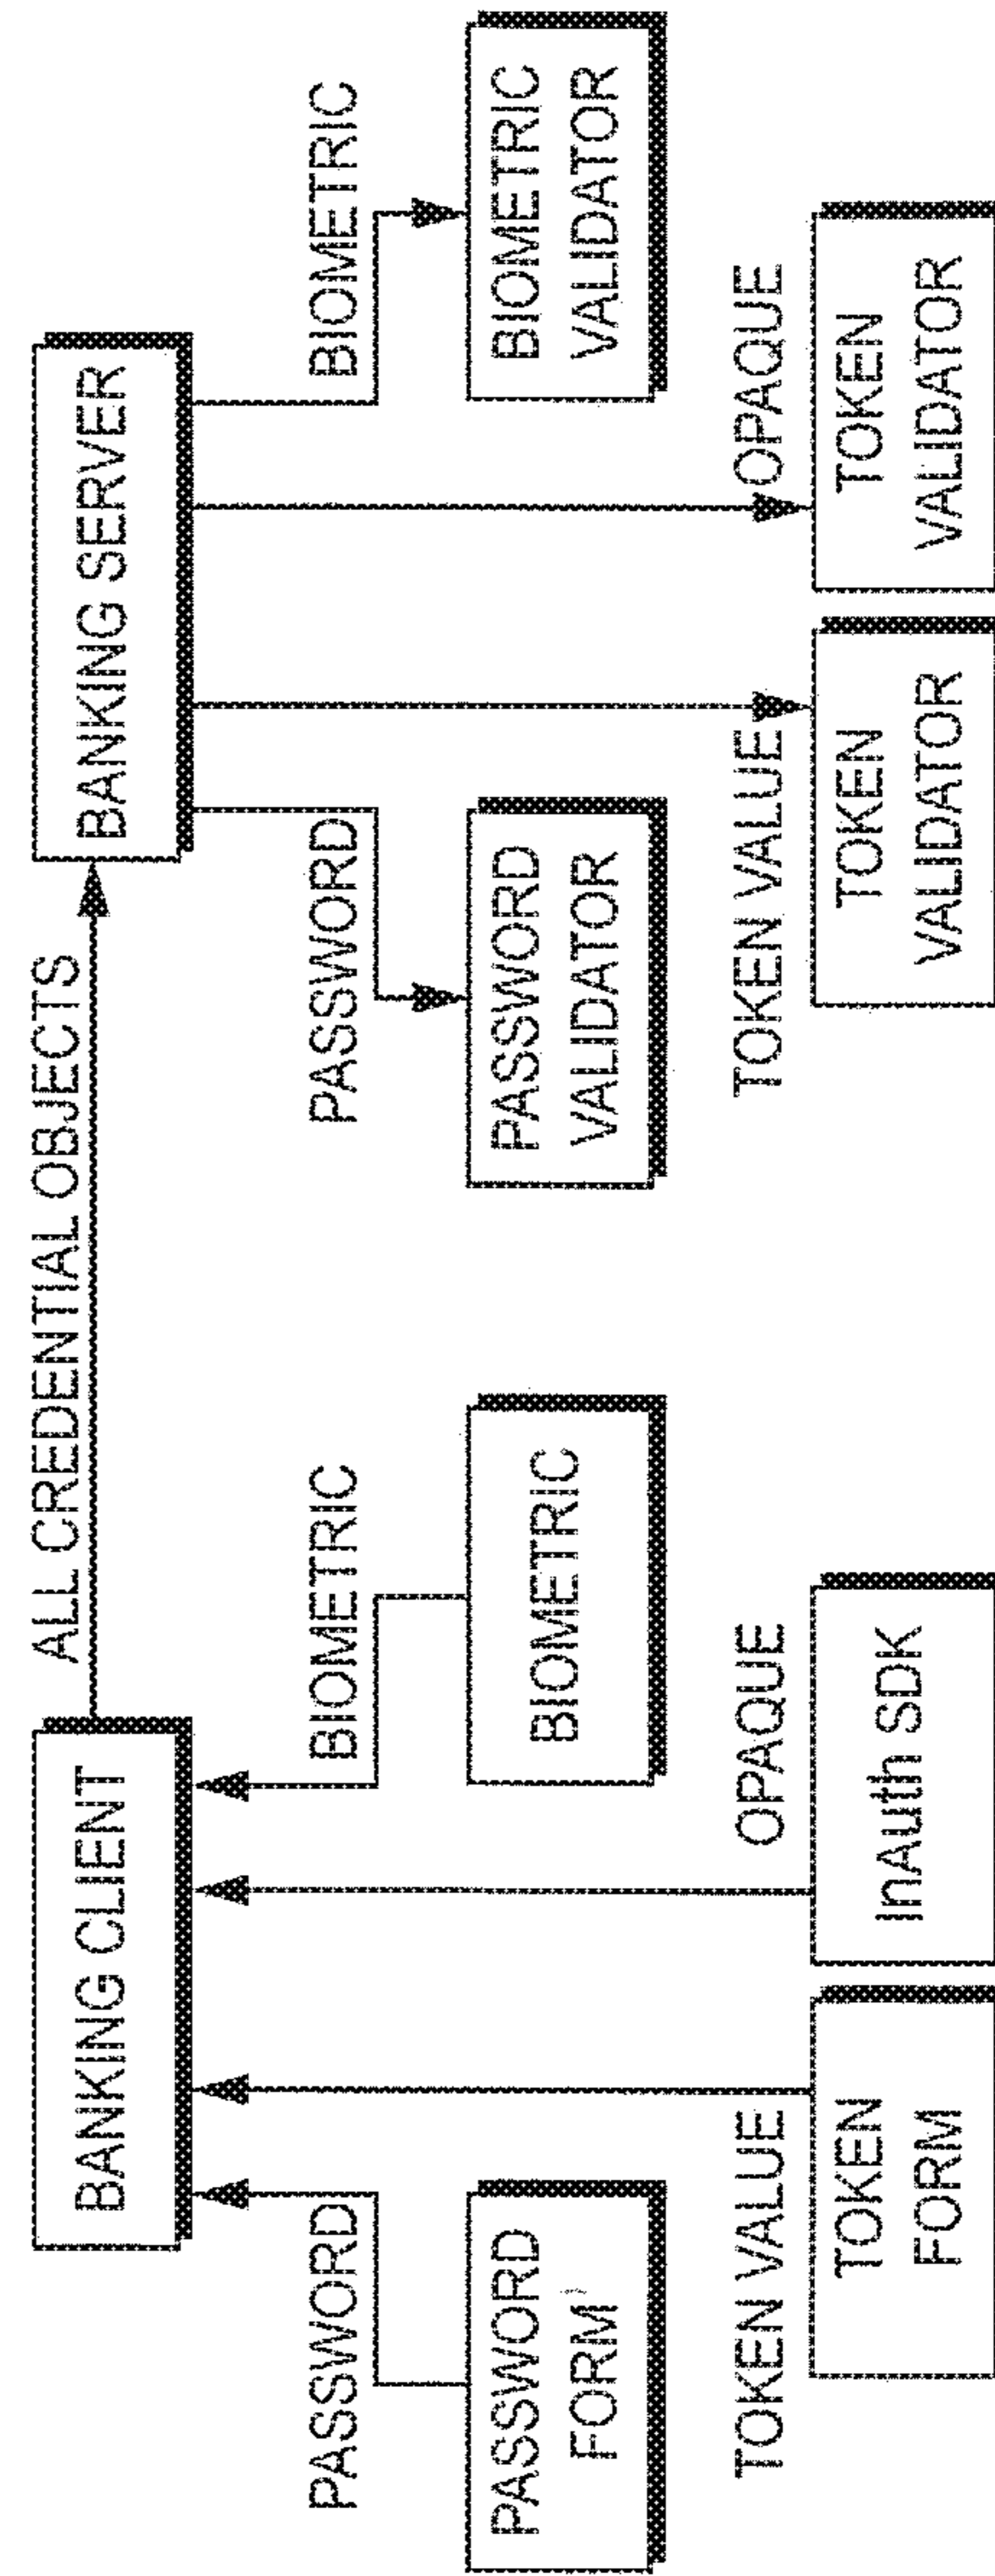 ALL CREDENTIAL OBJECTS
BANKING CLIENT
BANKING SERVER
PASSWORD
BIOMETRIC
PASSWORD
BIOMETRIC
PASSWORD
FORM
BIOMETRIC
PASSWORD
VALIDATOR
BIOMETRIC
VALIDATOR
TOKEN VALUE
OPAQUE
TOKEN VALUE
OPAQUE
TOKEN
FORM
InAuth SDK
TOKEN
VALIDATOR
TOKEN
VALIDATOR